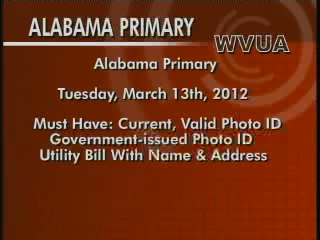 ALABAMA PRIMARY
WVUA
Alabama Primary
Tuesday, March 13th, 2012
Must Have: Current, Valid Photo ID
Government-issued Photo ID
Utility Bill With Name & Address